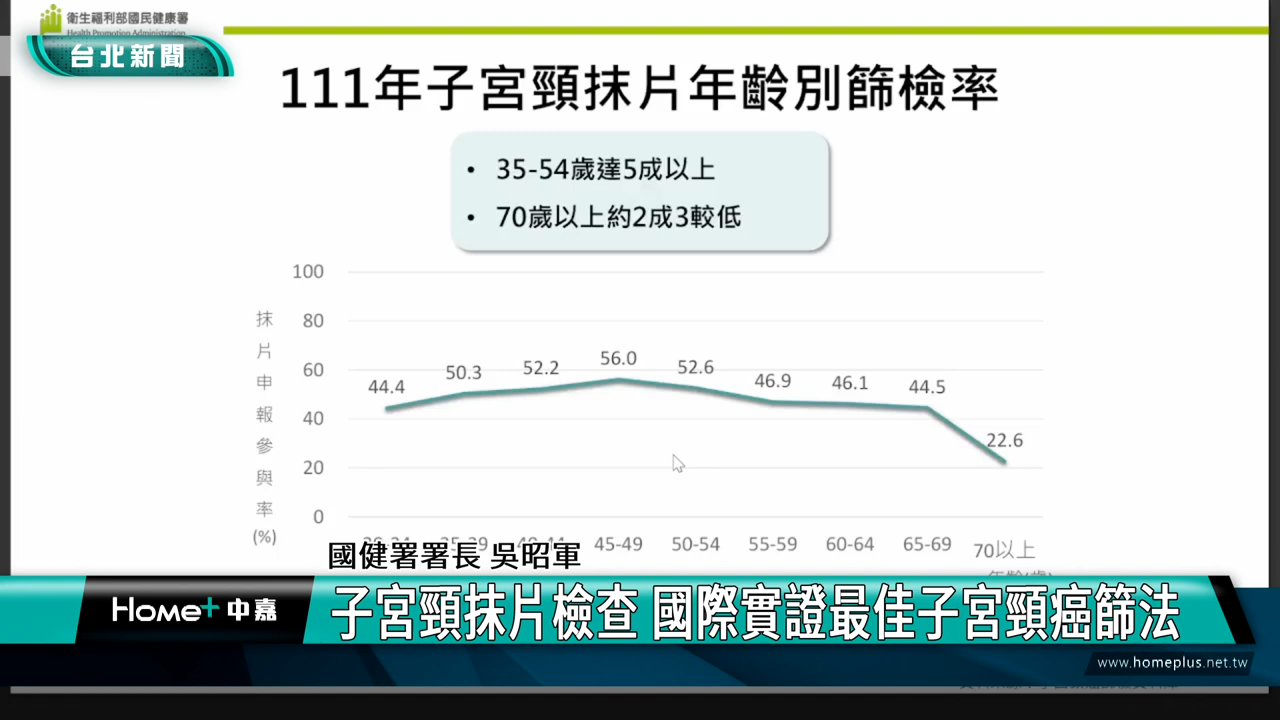 衛生福利部國民健康署
Health Promotion Administration
台北新聞
111年子宮頸抹片年齡別篩檢率
• 35-54歲達5成以上
• 70歲以上約2成3較低
抹片申報參與率(%)
100
80
60
40
20
0
44.4 50.3 52.2 56.0 52.6 46.9 46.1 44.5 22.6
45-49 50-54 55-59 60-64 65-69 70以上
國健署署長 吳昭軍
Home+ 中嘉
子宮頸抹片檢查 國際實證最佳子宮頸癌篩法
www.homeplus.net.tw